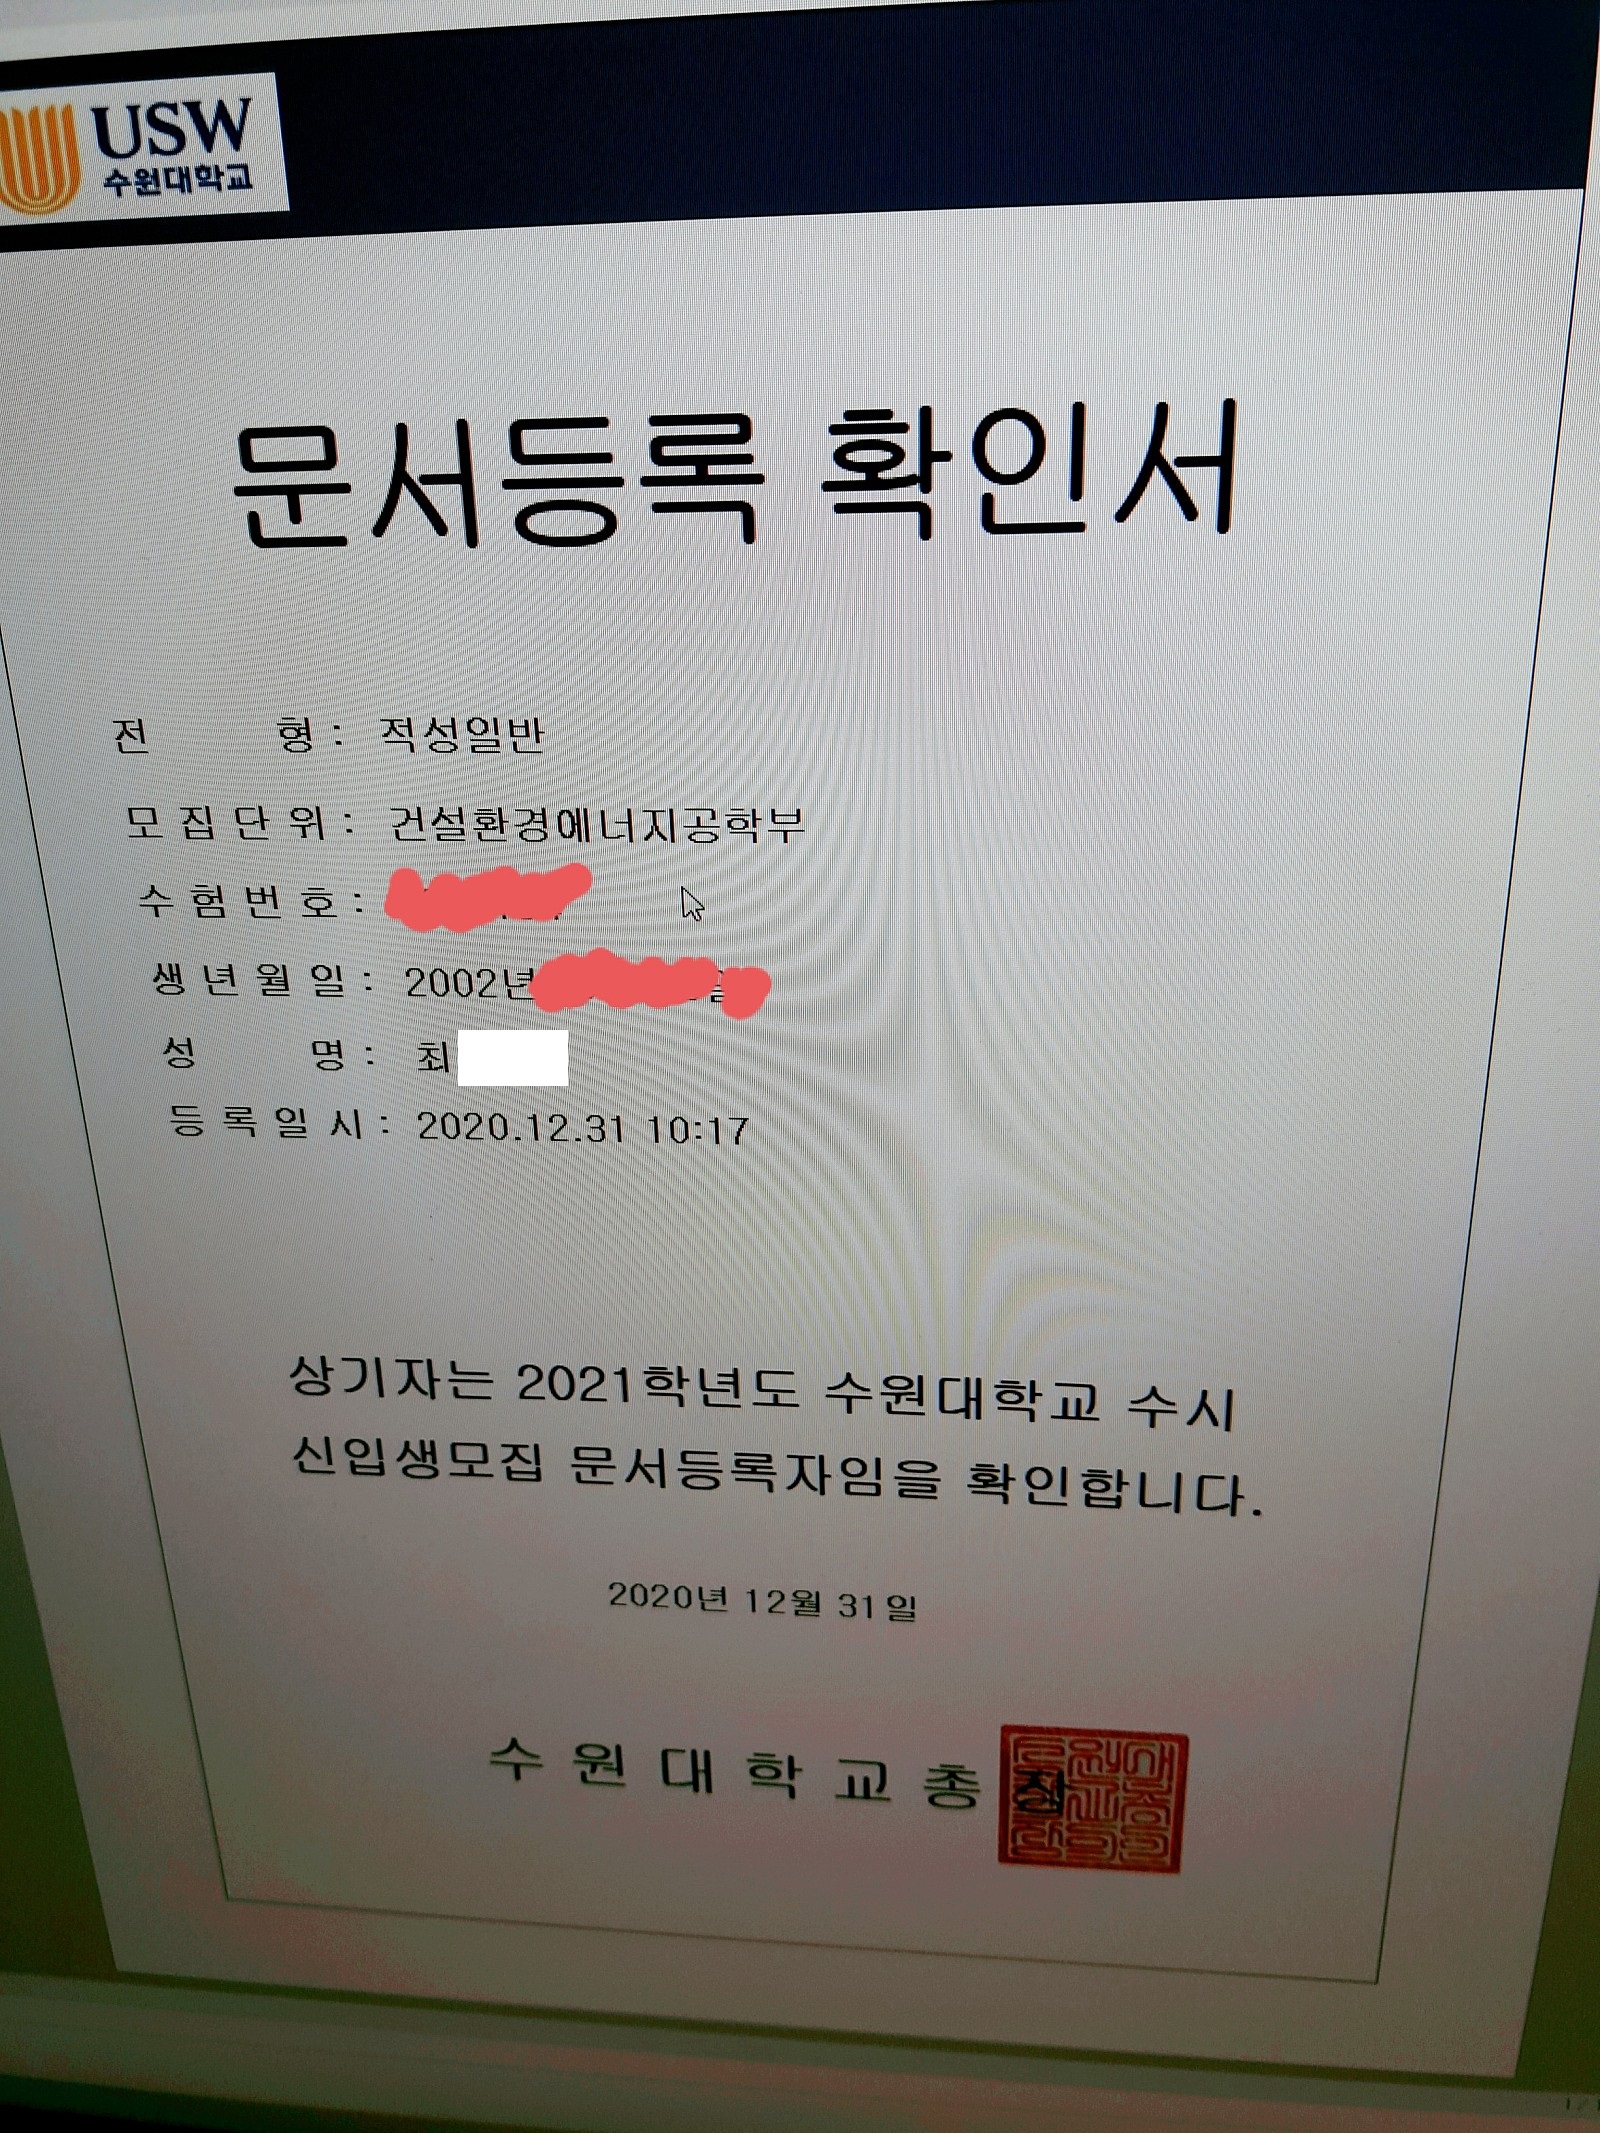 USW
수원대학교
문서등록 확인서
전 형 : 적성일반
모 집 단 위 : 건설환경에너지공학부
수 험 번 호 :
생 년 월 일 : 2002년
성 명 : 최
등 록 일 시 : 2020.12.31 10:17
상기자는 2021학년도 수원대학교 수시
신입생모집 문서등록자임을 확인합니다.
2020년 12월 31일
수 원 대 학 교 총 장